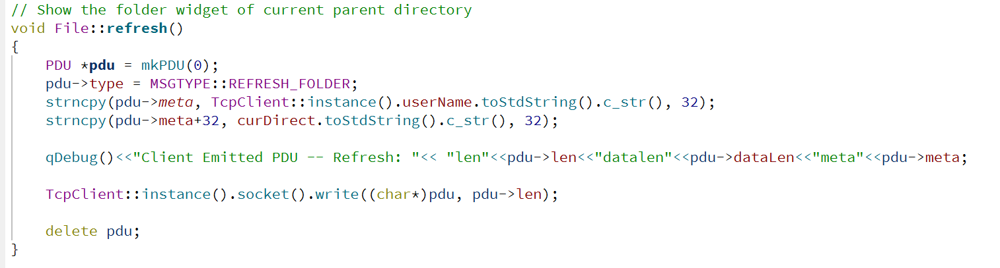 // Show the folder widget of current parent directory
void File::refresh()
{
    PDU *pdu = mkPDU(0);
    pdu->type = MSGTYPE::REFRESH_FOLDER;
    strncpy(pdu->meta, TcpClient::instance().userName.toStdString().c_str(), 32);
    strncpy(pdu->meta+32, curDirect.toStdString().c_str(), 32);
    qDebug()<<"Client Emitted PDU -- Refresh: "<< "len"<<pdu->len<<"datalen"<<pdu->dataLen<<"meta"<<pdu->meta;
    TcpClient::instance().socket().write((char*)pdu, pdu->len);
    delete pdu;
}